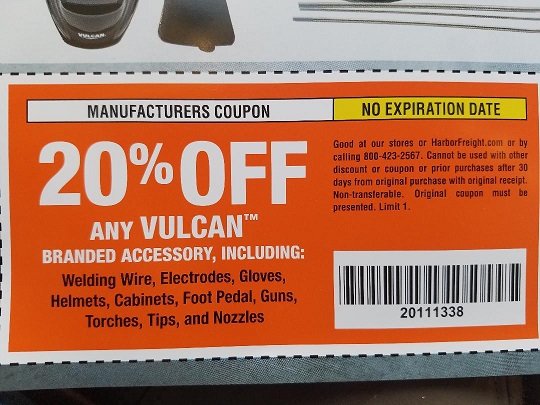 VULCAN
MANUFACTURERS COUPON
NO EXPIRATION DATE
20% OFF
ANY VULCAN™
BRANDED ACCESSORY, INCLUDING:
Welding Wire, Electrodes, Gloves,
Helmets, Cabinets, Foot Pedal, Guns,
Torches, Tips, and Nozzles
Good at our stores or HarborFreight.com or by
calling 800-423-2567. Cannot be used with other
discount or coupon or prior purchases after 30
days from original purchase with original receipt.
Non-transferable. Original coupon must be
presented. Limit 1.
20111338